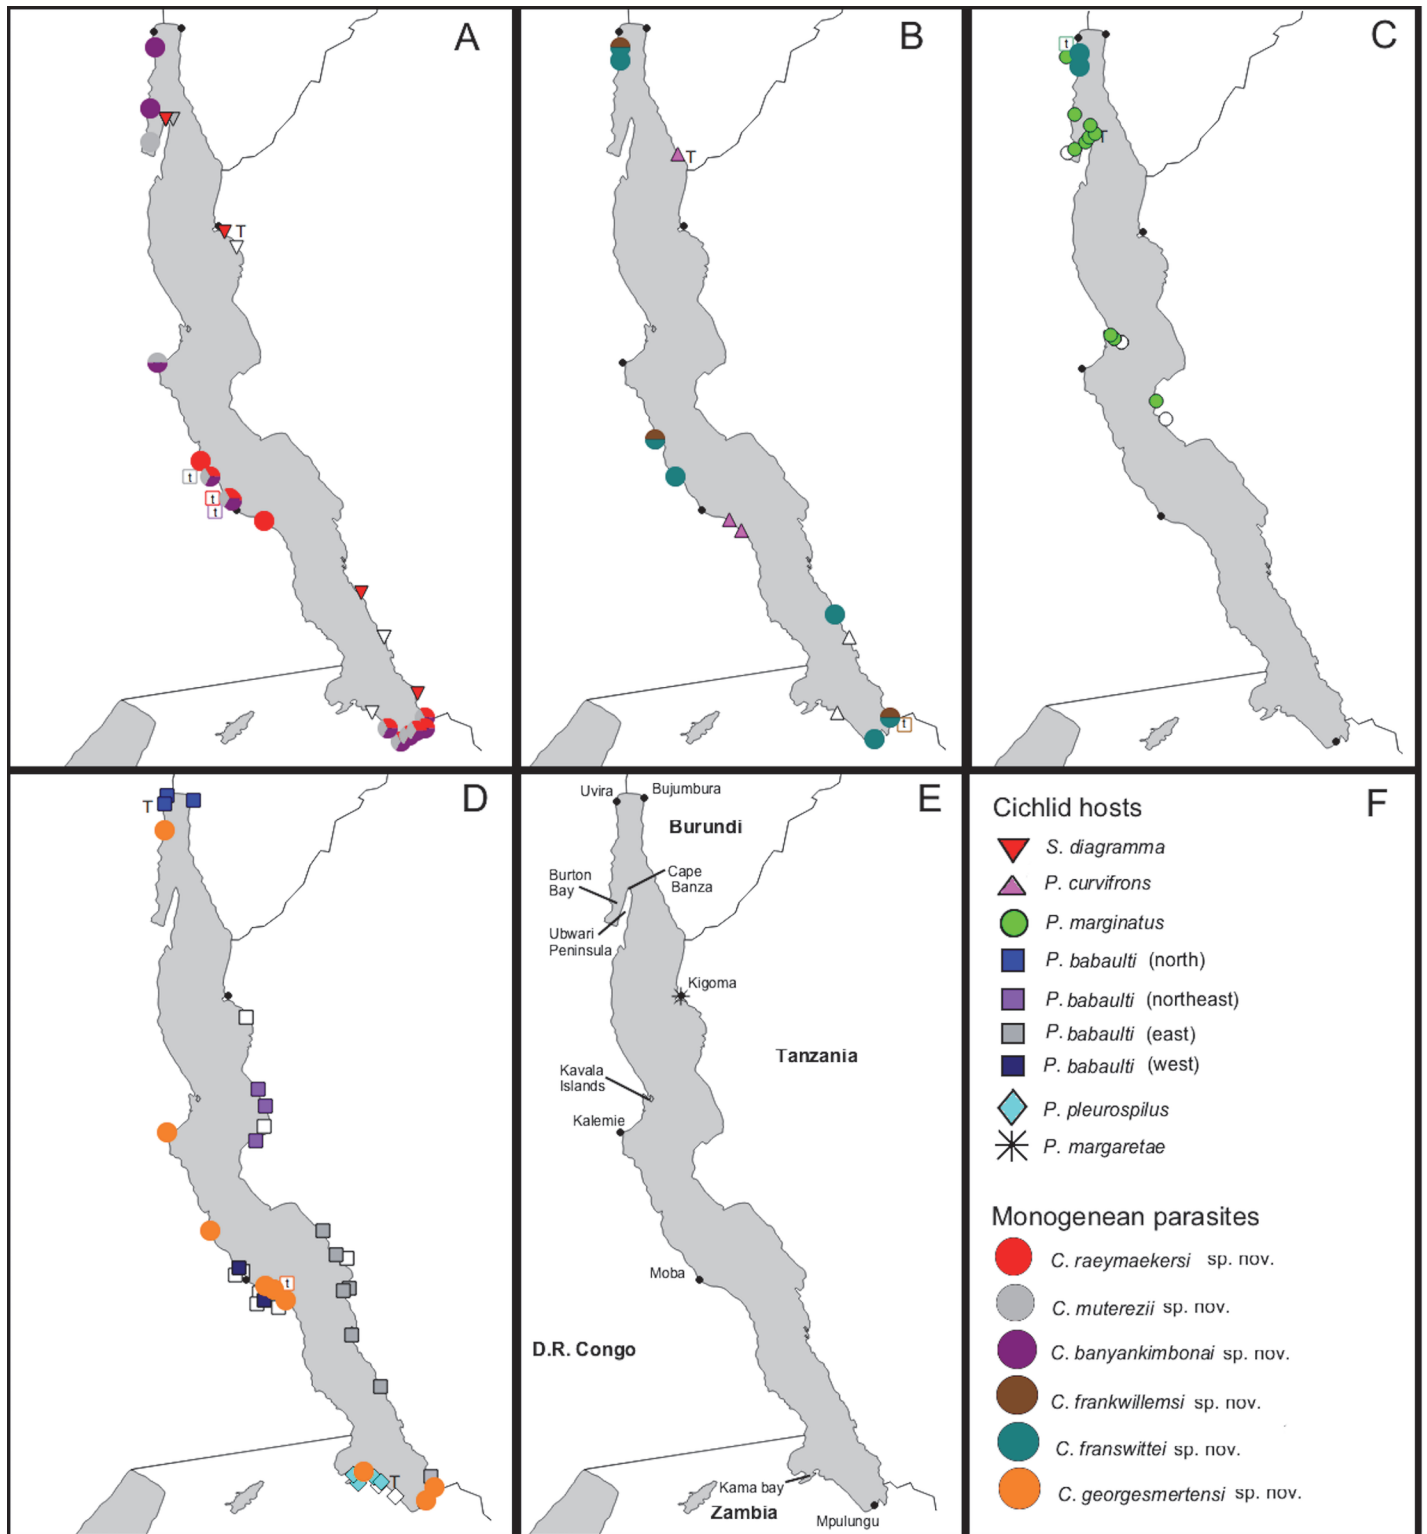 A
T
t
t
t
B
T
t
C
t
T
D
T
t
T
E
Uvira
Bujumbura
Burundi
Burton
Bay
Cape
Banza
Ubwari
Peninsula
Kigoma
Tanzania
Kavala
Islands
Kalemie
Moba
D.R. Congo
Kama bay
Zambia
Mpulungu
F
Cichlid hosts
S. diagramma
P. curvifrons
P. marginatus
P. babaulti (north)
P. babaulti (northeast)
P. babaulti (east)
P. babaulti (west)
P. pleurospilus
P. margaretae
Monogenean parasites
C. raeymaekersi sp. nov.
C. muterezii sp. nov.
C. banyankimbonai sp. nov.
C. frankwillemsi sp. nov.
C. franswittei sp. nov.
C. georgesmertensi sp. nov.